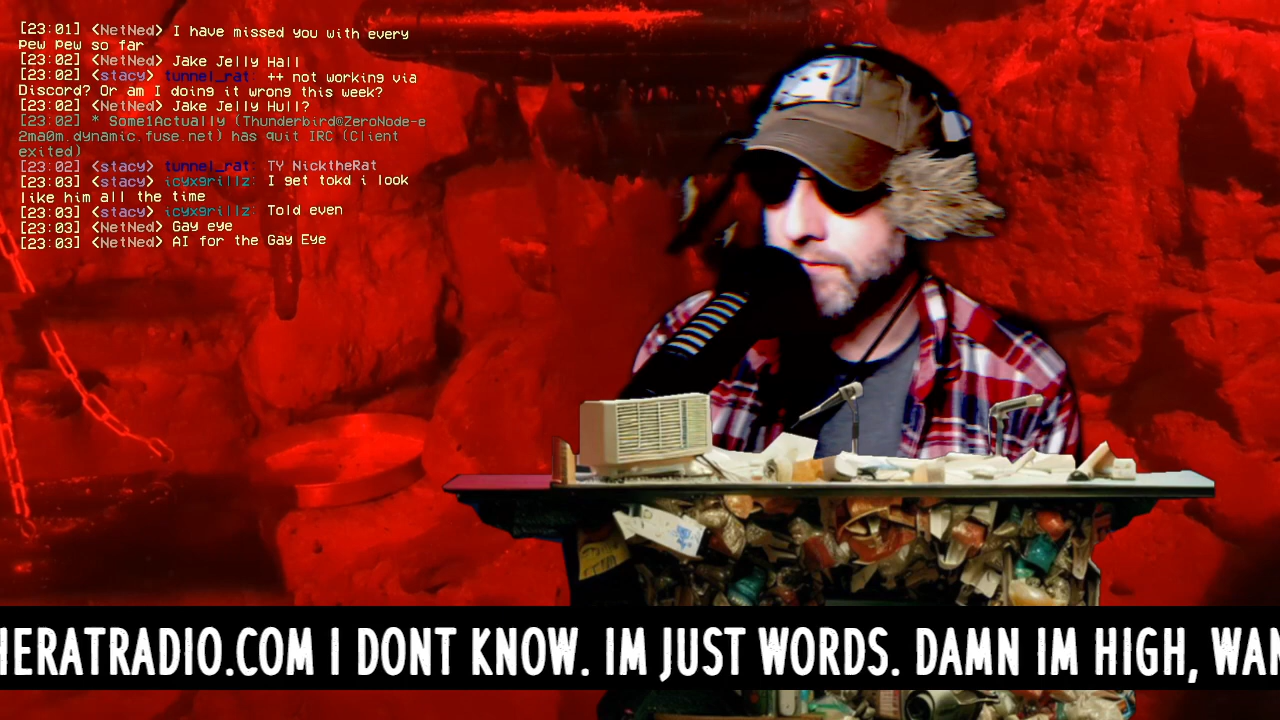 [23:01] <NetNed> I have missed you with every
pew pew so far
[23:02] <NetNed> Jake Jelly Hall
[23:02] <stacy> tunnel_rat: ++ not working via
Discord? Or am I doing it wrong this week?
[23:02] <NetNed> Jake Jelly Hull?
[23:02] * Some1Actually (Thunderbird@ZeroNode-e
2ma0m.dynamic.fuse.net) has quit IRC (Client
exited)
[23:02] <stacy> tunnel_rat: TY NicktheRat
[23:03] <stacy> icyx9rillz: I get tokd i look
like him all the time
[23:03] <stacy> icyx9rillz: Told even
[23:03] <NetNed> Gay eye
[23:03] <NetNed> AI for the Gay Eye
HERATRADIO.COM I DONT KNOW. IM JUST WORDS. DAMN IM HIGH, WAN